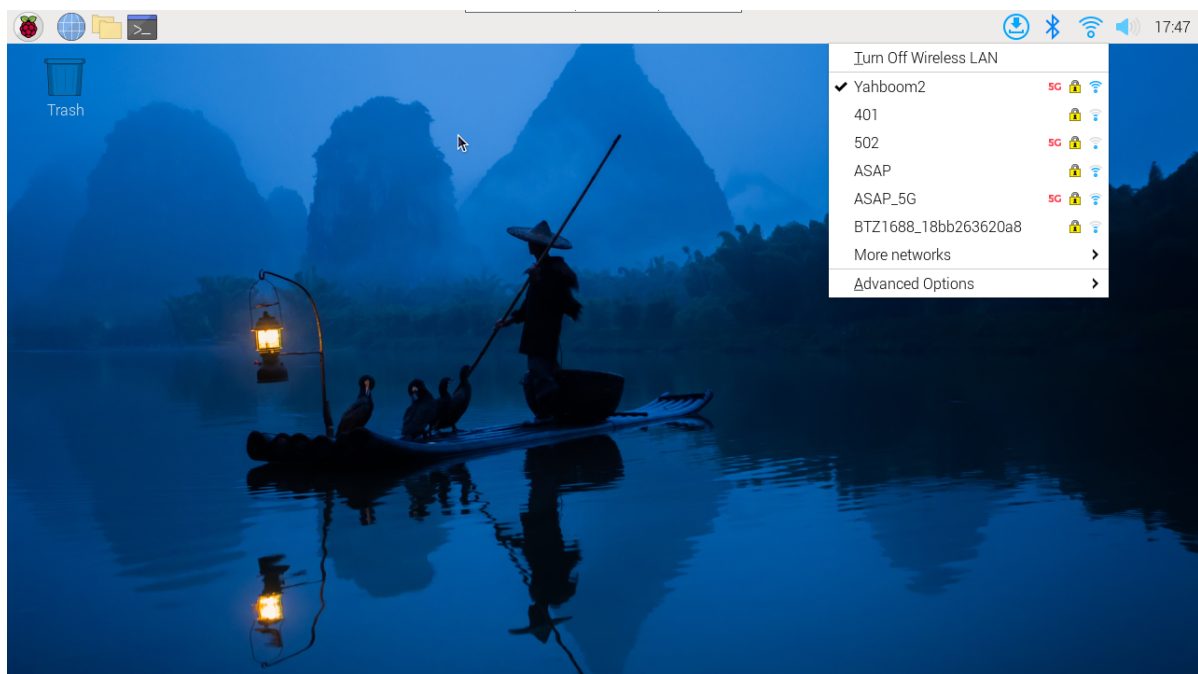 17:47
Trash
Turn Off Wireless LAN
Yahboom2 5G
401
502 5G
ASAP
ASAP_5G 5G
BTZ1688_18bb263620a8
More networks
Advanced Options